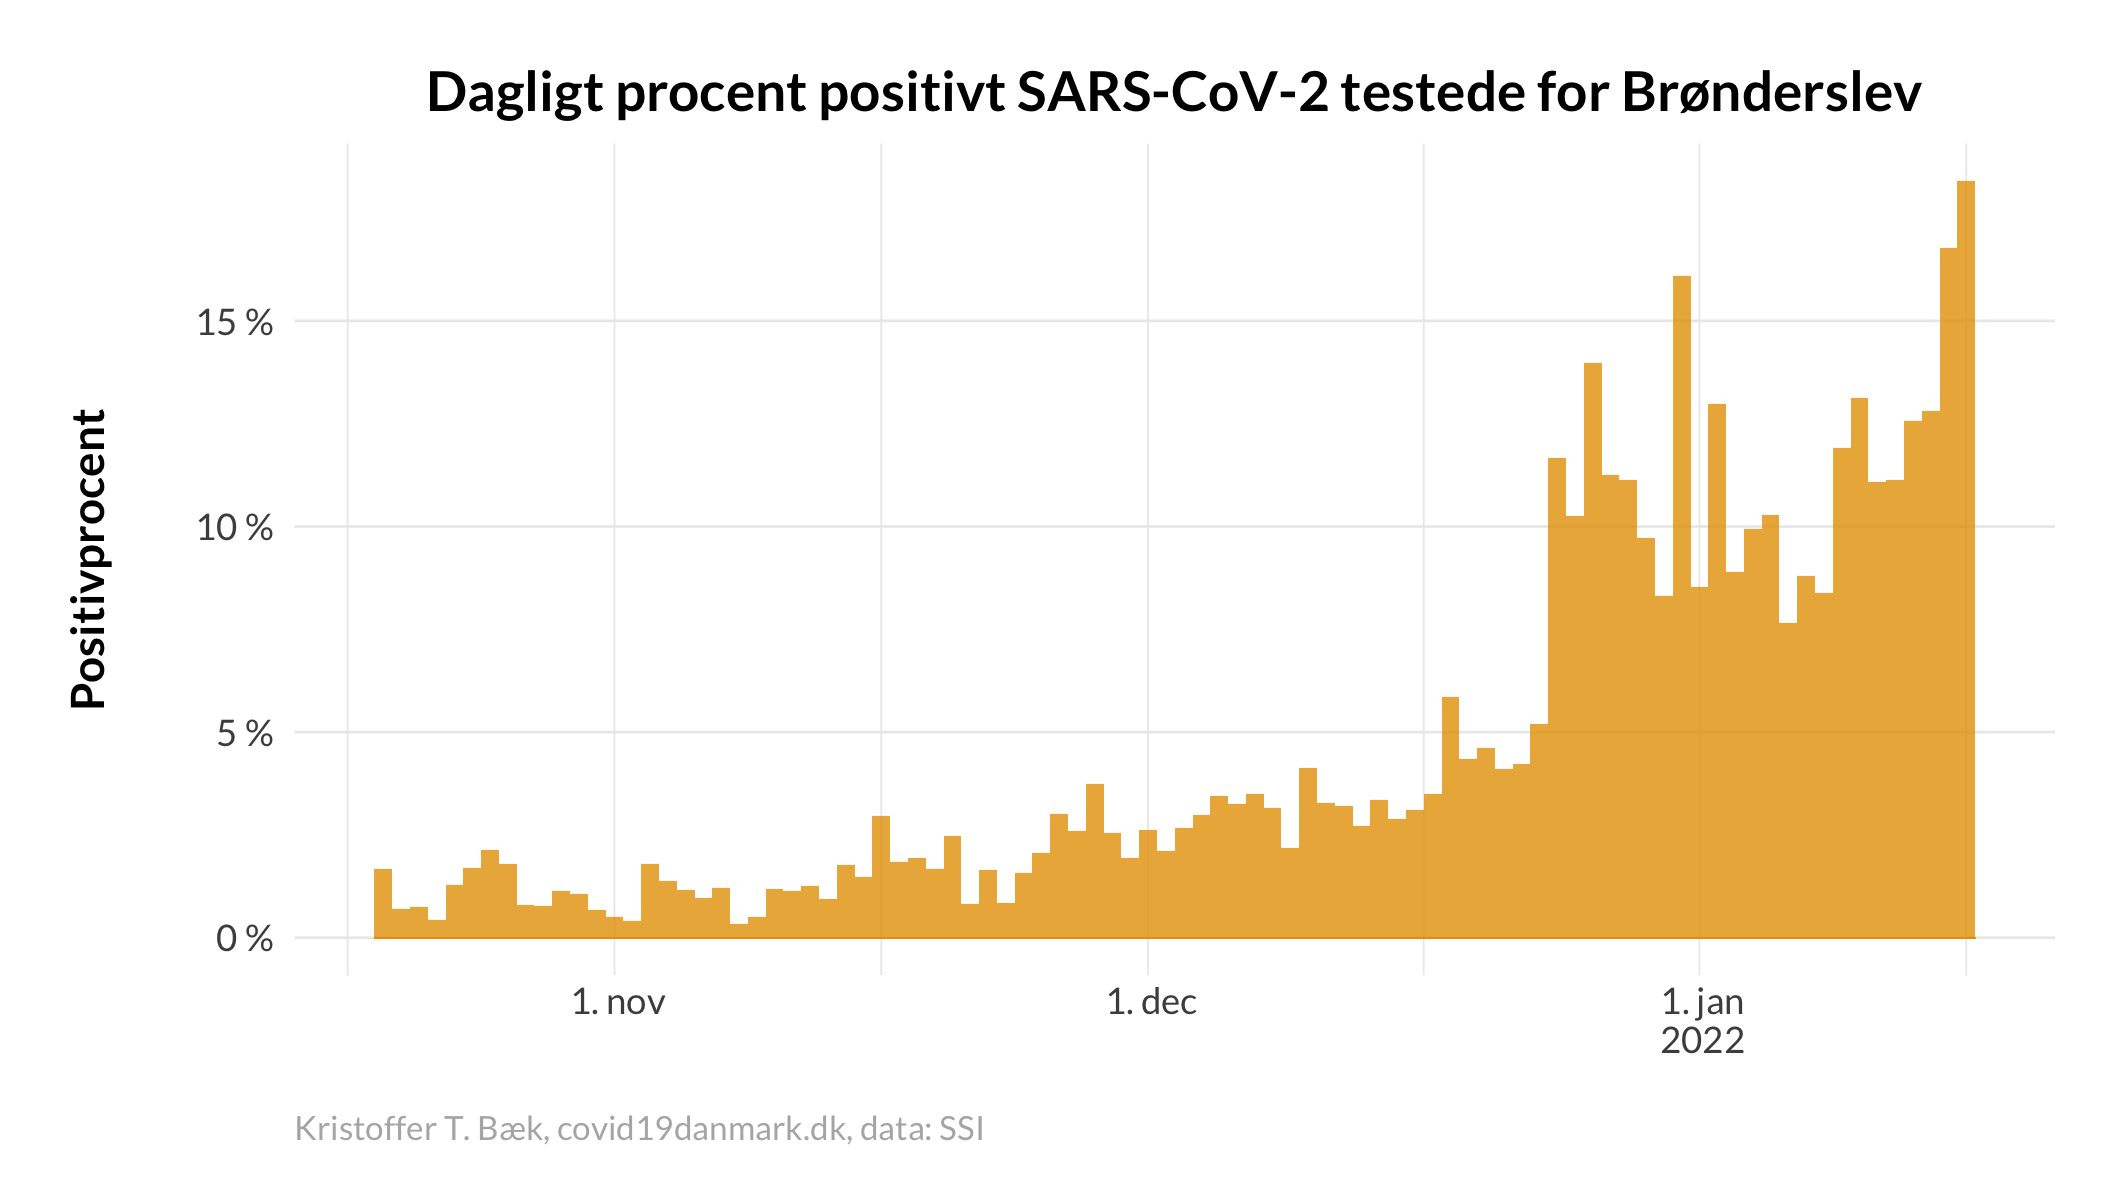 Dagligt procent positivt SARS-CoV-2 testede for Brønderslev
Positivprocent
15 %
10 %
5 %
0 %
1. nov
1. dec
1. jan
2022
Kristoffer T. Bæk, covid19danmark.dk, data: SSI